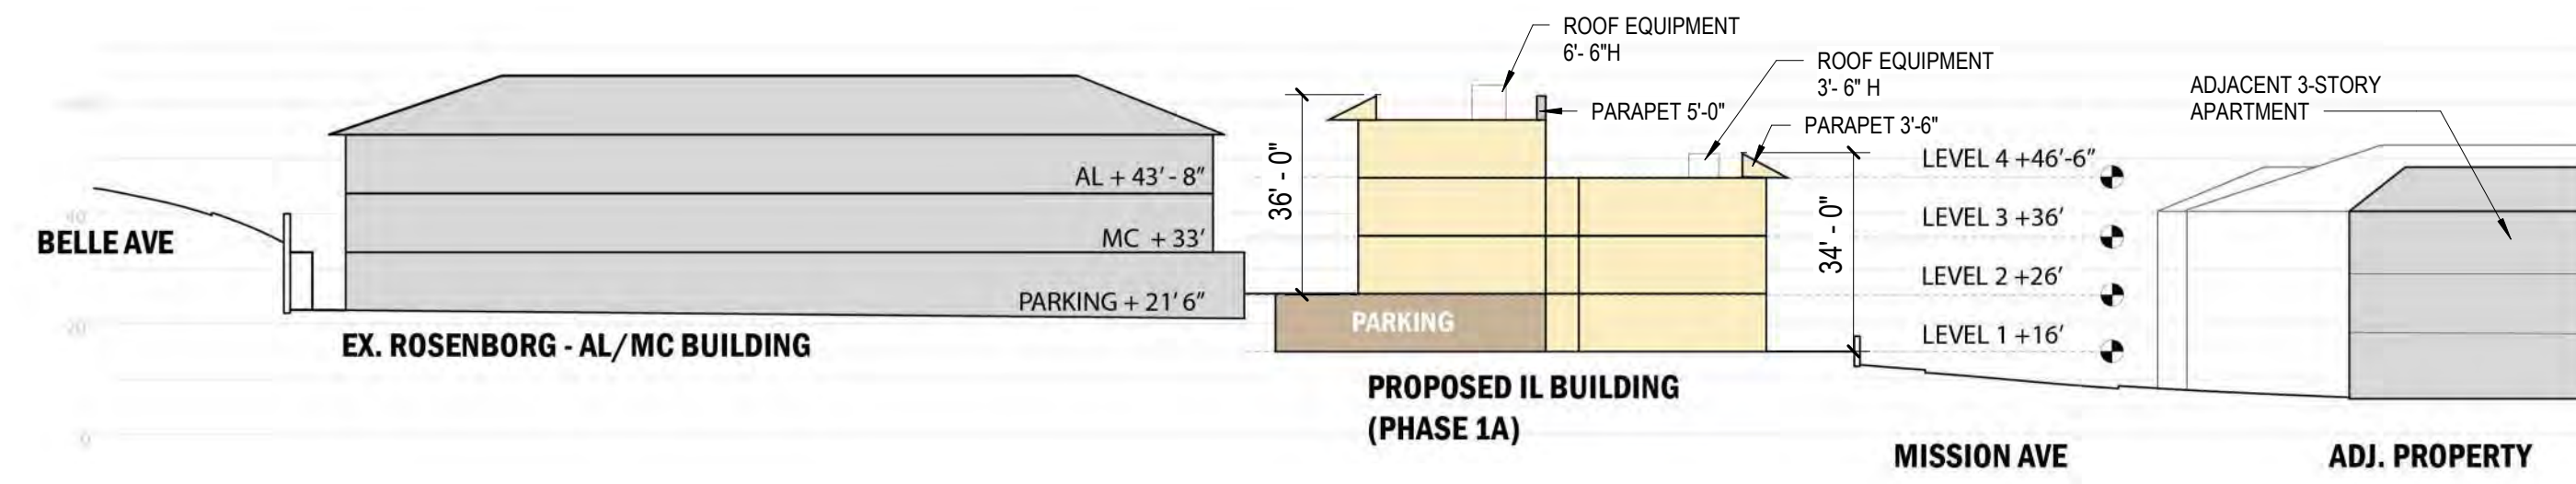 ROOF EQUIPMENT
6'- 6"H
ROOF EQUIPMENT
3'- 6" H
ADJACENT 3-STORY
APARTMENT
PARAPET 5'-0"
PARAPET 3'-6"
36' - 0"
34' - 0"
AL + 43' - 8"
MC + 33'
PARKING + 21' 6"
LEVEL 4 +46'-6"
LEVEL 3 +36'
LEVEL 2 +26'
LEVEL 1 +16'
40
20
0
BELLE AVE
PARKING
EX. ROSENBORG - AL/MC BUILDING
PROPOSED IL BUILDING
(PHASE 1A)
MISSION AVE
ADJ. PROPERTY